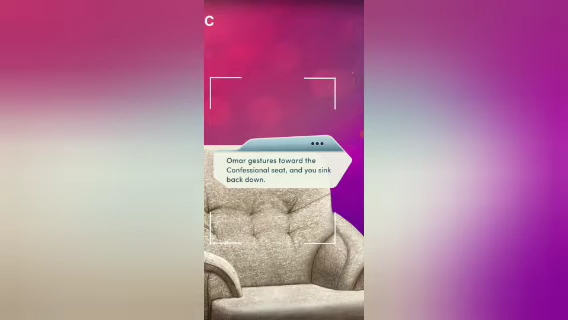 C
Omar gestures toward the
Confessional seat, and you sink
back down.